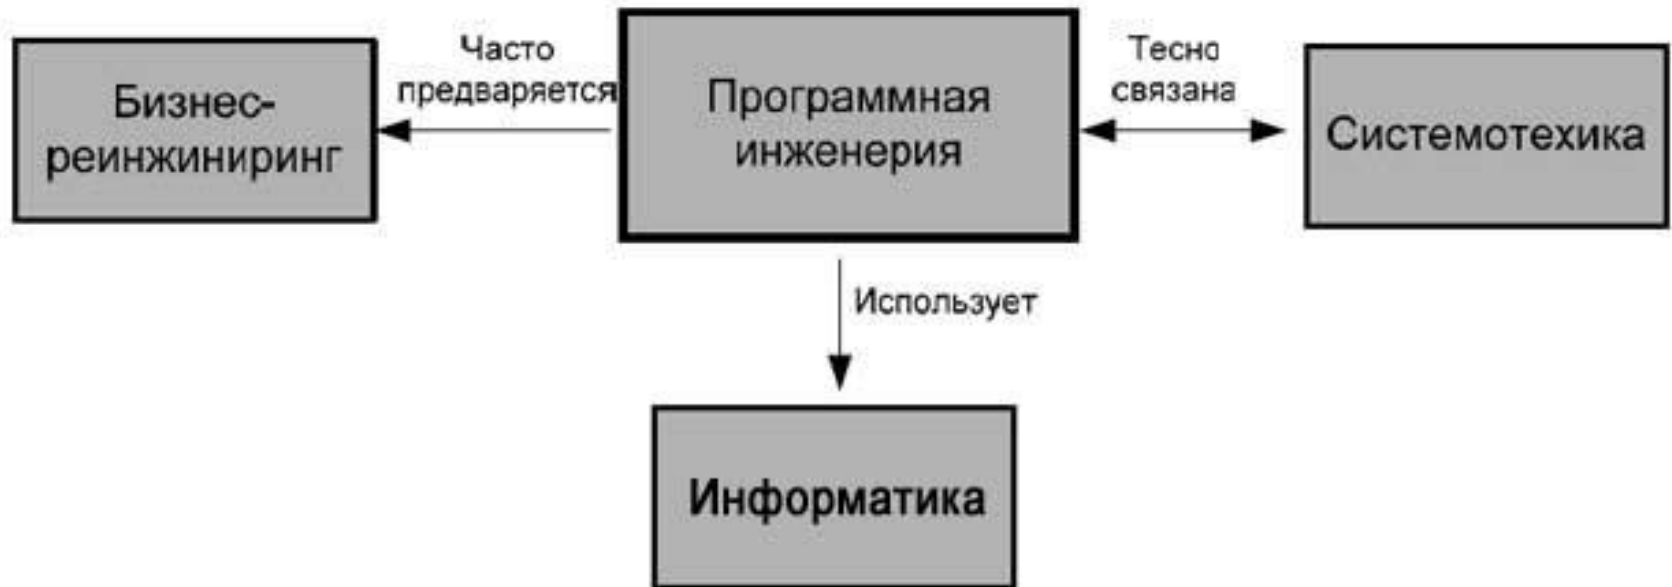 Часто
предваряется
Тесно
связана
Бизнес-
реинжиниринг
Программная
инженерия
Системотехика
Использует
Информатика